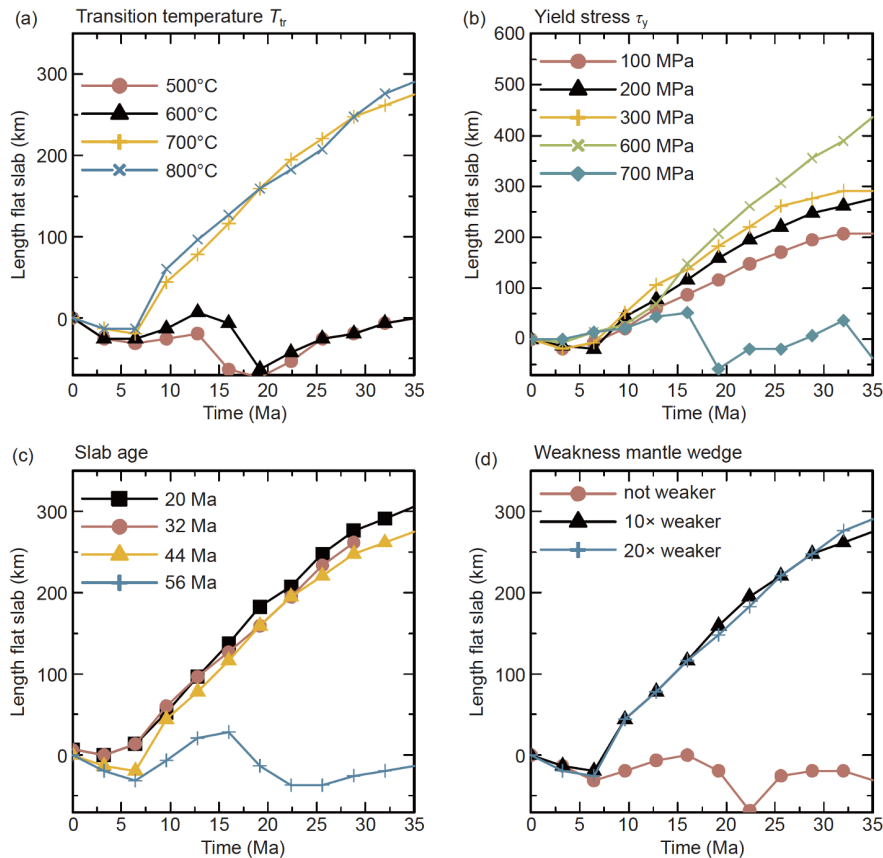 (a) Transition temperature Ttr
500°C
600°C
700°C
800°C
Length flat slab (km)
300
200
100
0
0 5 10 15 20 25 30 35
Time (Ma)
(b) Yield stress τy
100 MPa
200 MPa
300 MPa
600 MPa
700 MPa
Length flat slab (km)
600
500
400
300
200
100
0
0 5 10 15 20 25 30 35
Time (Ma)
(c) Slab age
20 Ma
32 Ma
44 Ma
56 Ma
Length flat slab (km)
300
200
100
0
0 5 10 15 20 25 30 35
Time (Ma)
(d) Weakness mantle wedge
not weaker
10× weaker
20× weaker
Length flat slab (km)
300
200
100
0
0 5 10 15 20 25 30 35
Time (Ma)